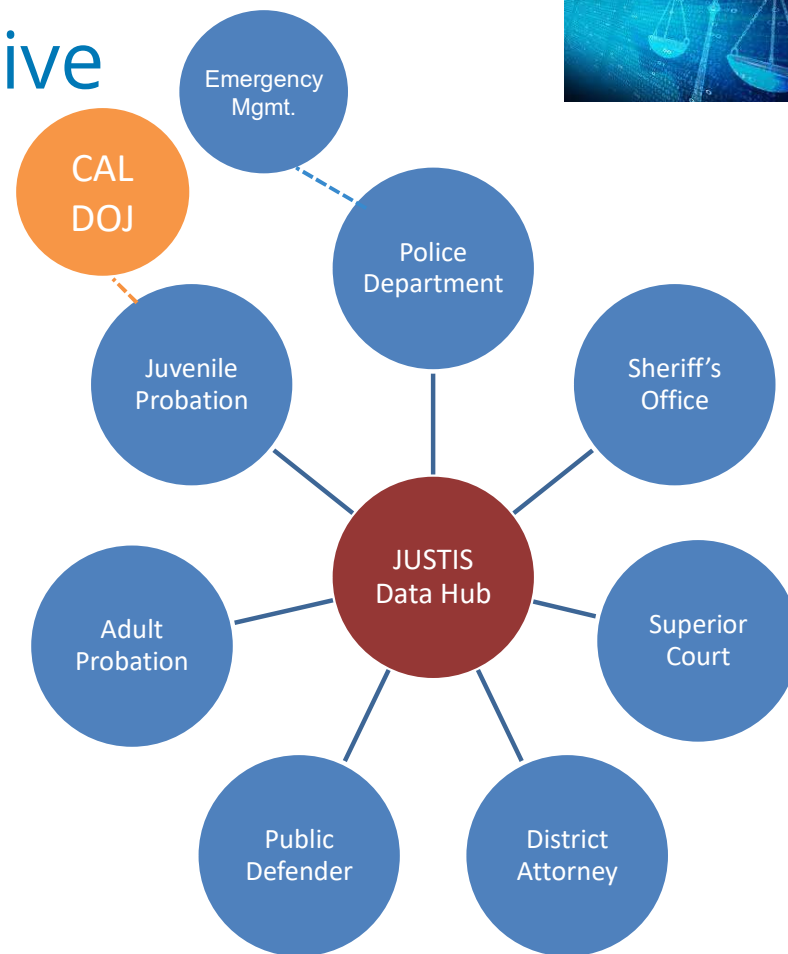 ive
Emergency
Mgmt.
CAL
DOJ
Police
Department
Juvenile
Probation
Sheriff’s
Office
JUSTIS
Data Hub
Adult
Probation
Superior
Court
Public
Defender
District
Attorney